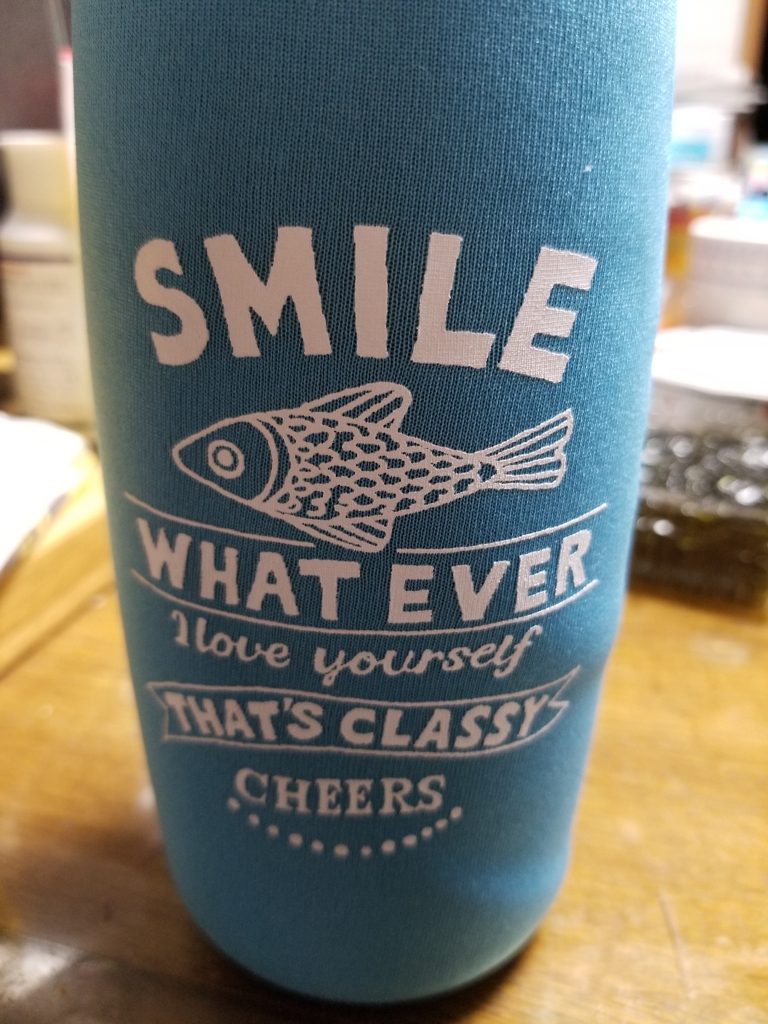 SMILE
WHAT EVER
I love yourself
THAT'S CLASSY
CHEERS